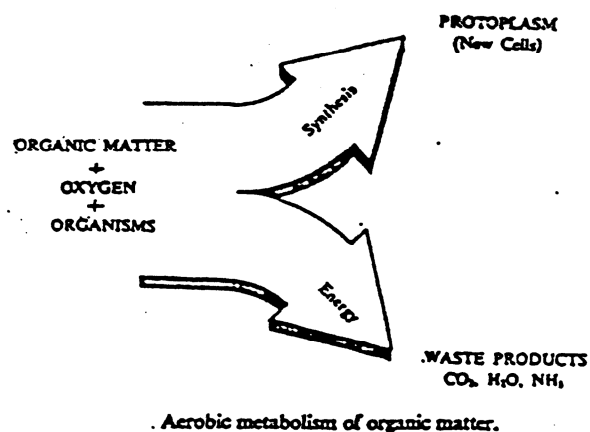 PROTOPLASM
(New Cells)
Synthesis
ORGANIC MATTER
+
OXYGEN
+
ORGANISMS
Energy
WASTE PRODUCTS
CO₂, H₂O, NH₃
Aerobic metabolism of organic matter.